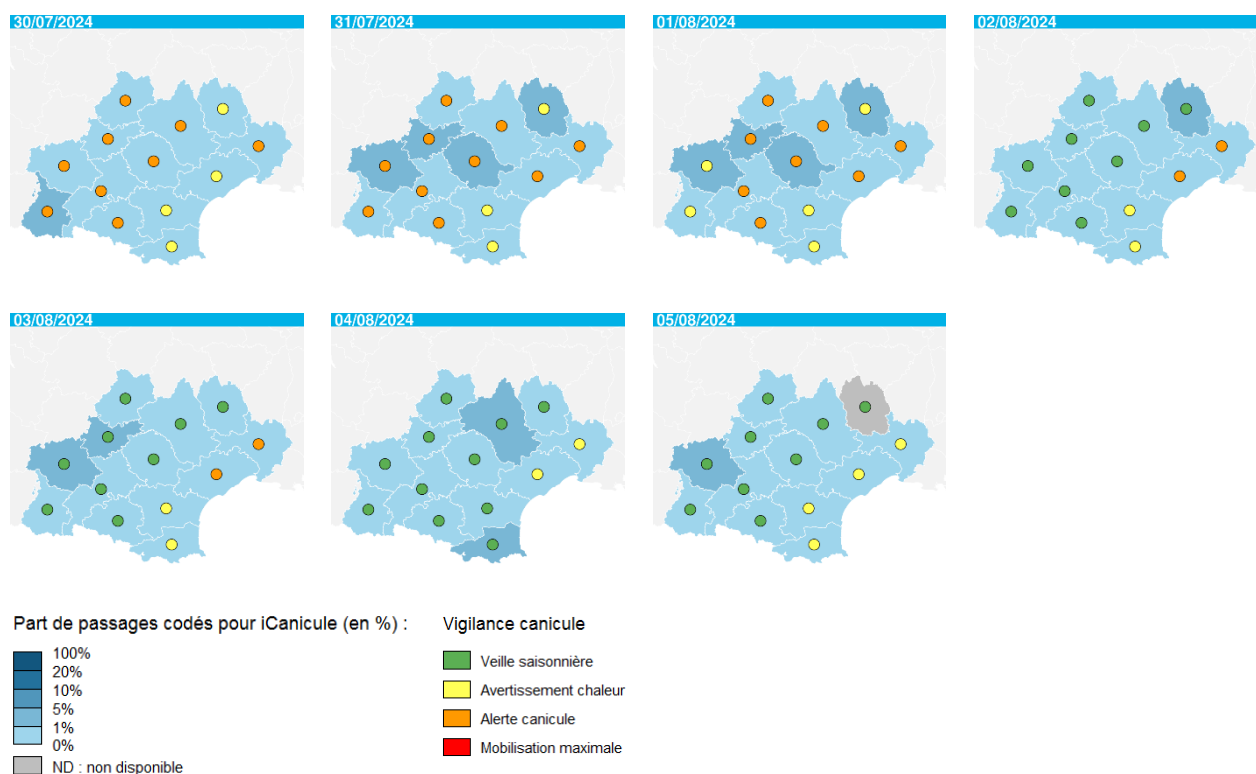 30/07/2024
31/07/2024
01/08/2024
02/08/2024
03/08/2024
04/08/2024
05/08/2024
Part de passages codés pour iCanicule (en %) :
100%
20%
10%
5%
1%
0%
ND : non disponible
Vigilance canicule
Veille saisonnière
Avertissement chaleur
Alerte canicule
Mobilisation maximale